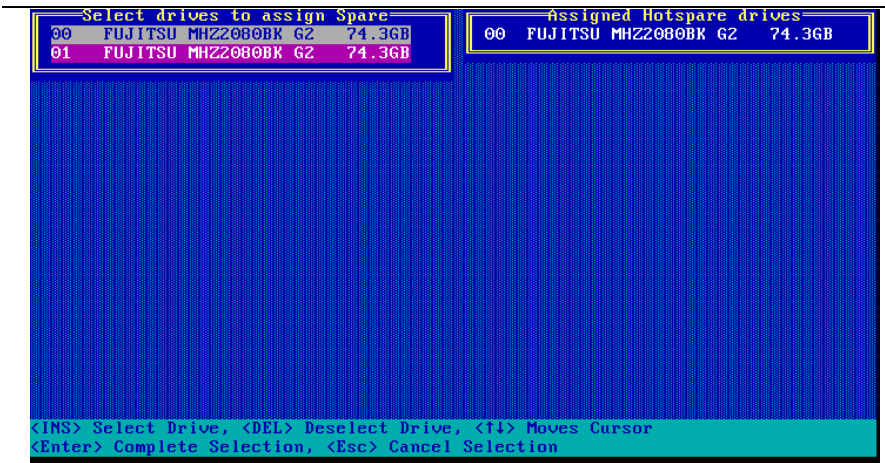 Select drives to assign Spare
00 FUJITSU MHZ2080BK G2 74.3GB
01 FUJITSU MHZ2080BK G2 74.3GB
Assigned Hotspare drives
00 FUJITSU MHZ2080BK G2 74.3GB
<INS> Select Drive, <DEL> Deselect Drive, <↑↓> Moves Cursor
<Enter> Complete Selection, <Esc> Cancel Selection